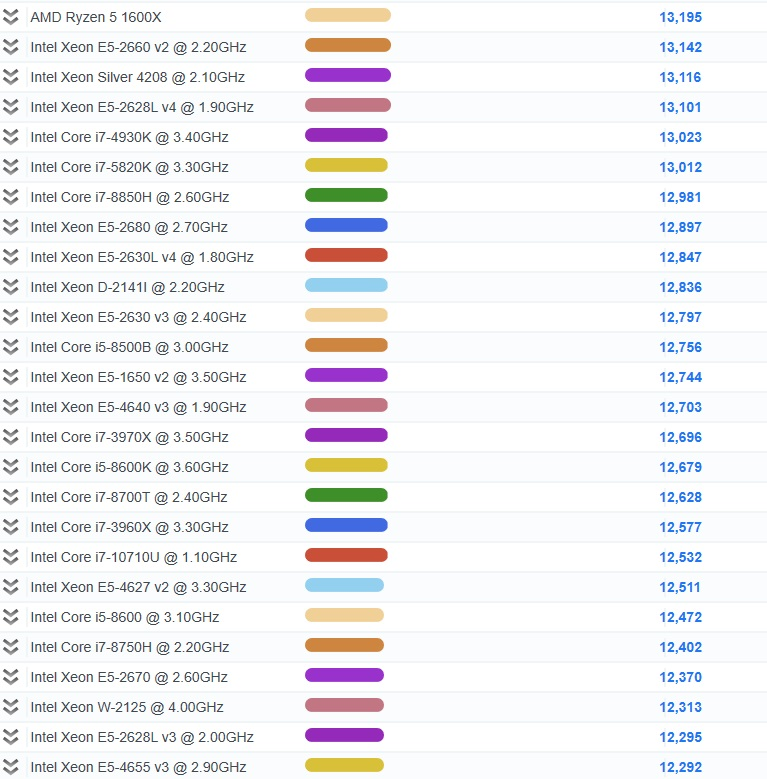 AMD Ryzen 5 1600X 13,195
Intel Xeon E5-2660 v2 @ 2.20GHz 13,142
Intel Xeon Silver 4208 @ 2.10GHz 13,116
Intel Xeon E5-2628L v4 @ 1.90GHz 13,101
Intel Core i7-4930K @ 3.40GHz 13,023
Intel Core i7-5820K @ 3.30GHz 13,012
Intel Core i7-8850H @ 2.60GHz 12,981
Intel Xeon E5-2680 @ 2.70GHz 12,897
Intel Xeon E5-2630L v4 @ 1.80GHz 12,847
Intel Xeon D-2141I @ 2.20GHz 12,836
Intel Xeon E5-2630 v3 @ 2.40GHz 12,797
Intel Core i5-8500B @ 3.00GHz 12,756
Intel Xeon E5-1650 v2 @ 3.50GHz 12,744
Intel Xeon E5-4640 v3 @ 1.90GHz 12,703
Intel Core i7-3970X @ 3.50GHz 12,696
Intel Core i5-8600K @ 3.60GHz 12,679
Intel Core i7-8700T @ 2.40GHz 12,628
Intel Core i7-3960X @ 3.30GHz 12,577
Intel Core i7-10710U @ 1.10GHz 12,532
Intel Xeon E5-4627 v2 @ 3.30GHz 12,511
Intel Core i5-8600 @ 3.10GHz 12,472
Intel Core i7-8750H @ 2.20GHz 12,402
Intel Xeon E5-2670 @ 2.60GHz 12,370
Intel Xeon W-2125 @ 4.00GHz 12,313
Intel Xeon E5-2628L v3 @ 2.00GHz 12,295
Intel Xeon E5-4655 v3 @ 2.90GHz 12,292